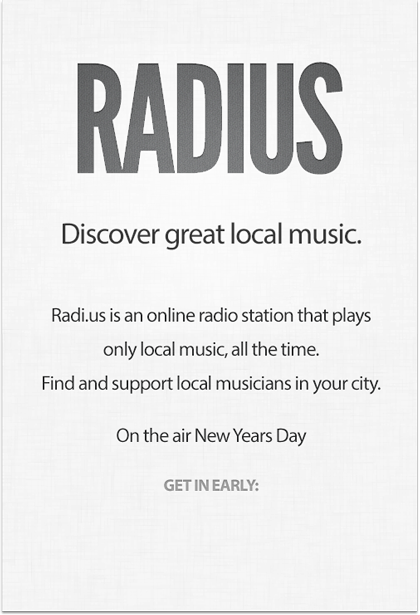 RADIUS
Discover great local music.
Radi.us is an online radio station that plays
only local music, all the time.
Find and support local musicians in your city.
On the air New Years Day
GET IN EARLY: